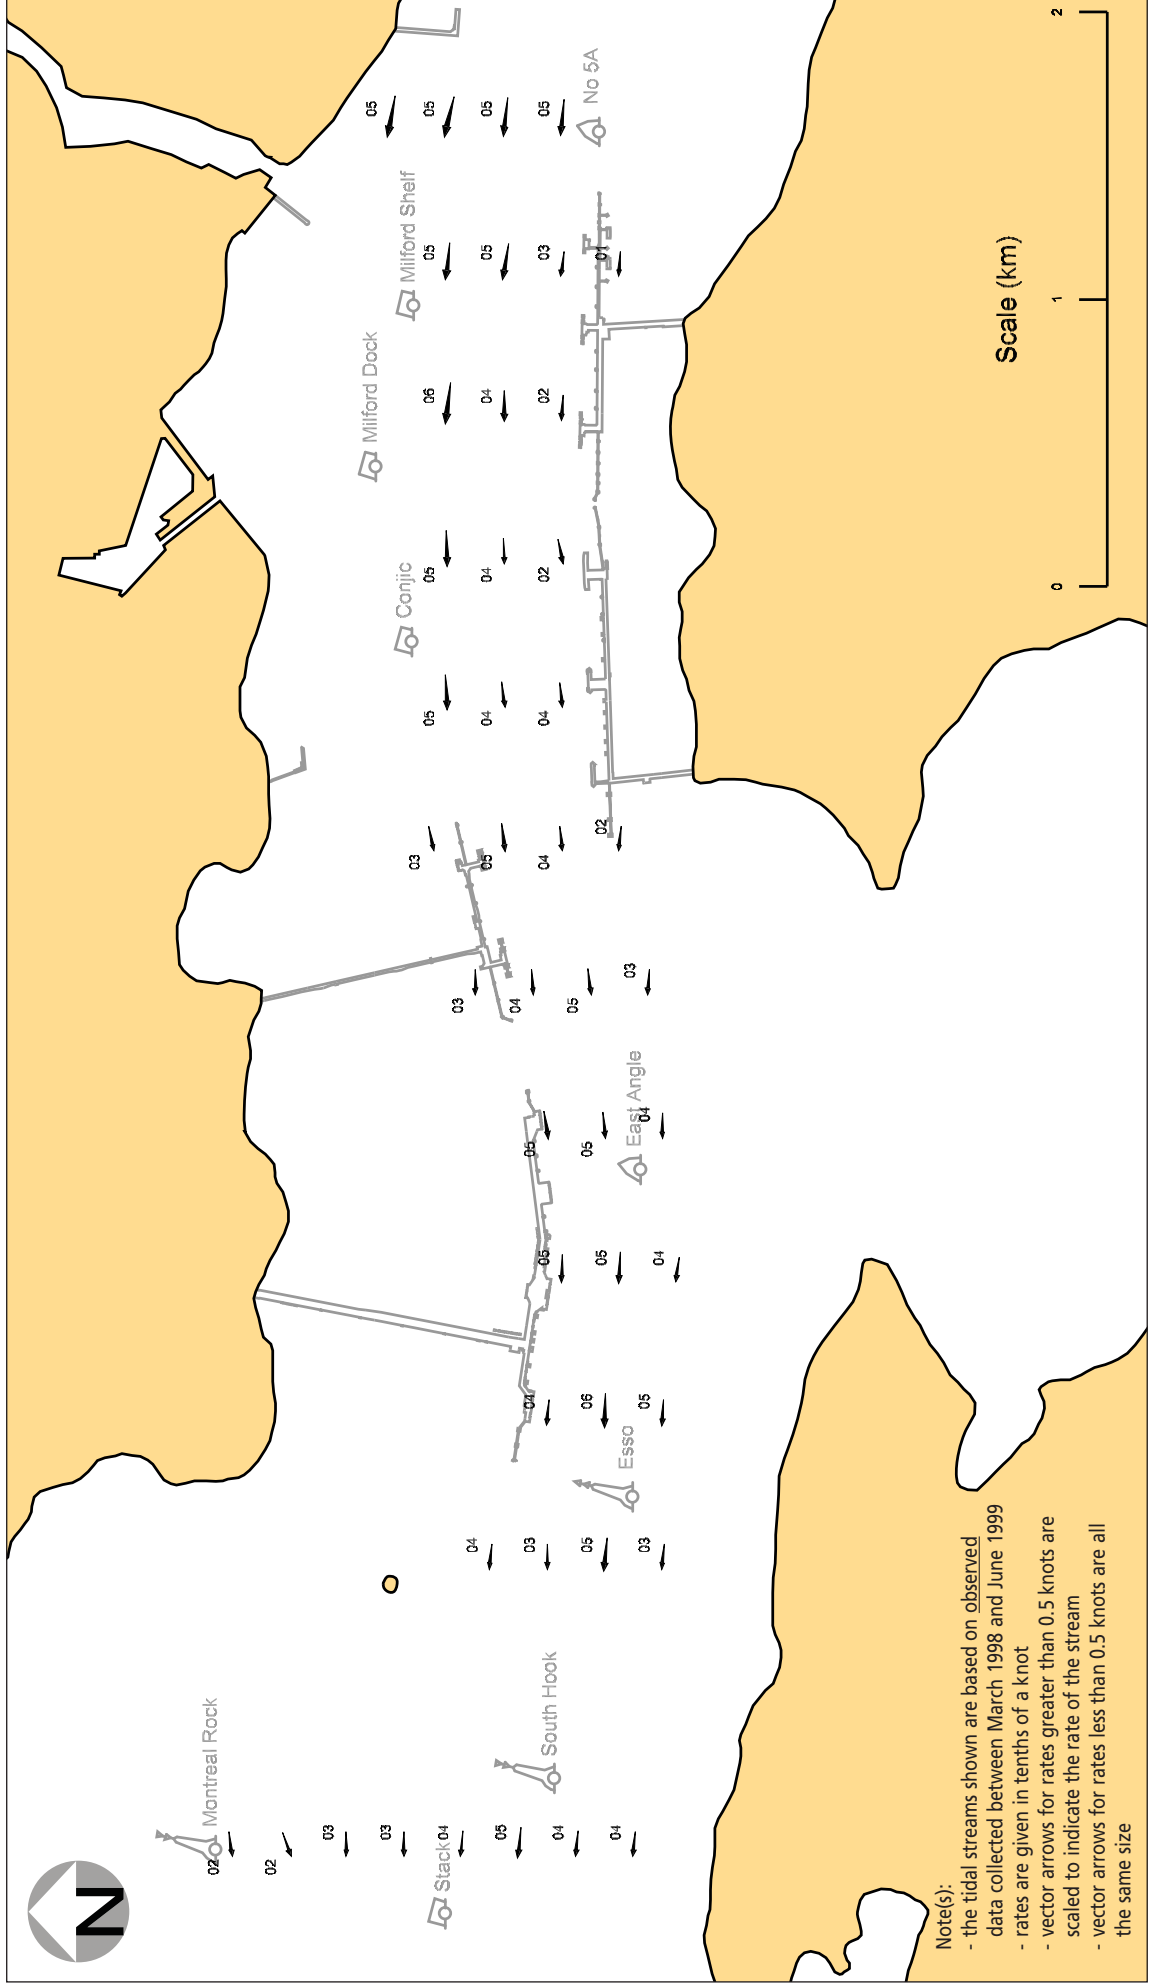 N
02
Montreal Rock
02
03
Milford Dock
05
03
Conjic
Milford Shelf
03
05
05
06
05
05
Stack
04
03
04
05
04
04
04
05
05
05
04
03
04
05
05
04
04
02
02
03
05
South Hook
04
05
05
06
05
No 5A
05
02
01
04
Esso
03
East Angle
03
05
04
04
Scale (km)
0 1 2
Note(s):
- the tidal streams shown are based on observed
data collected between March 1998 and June 1999
- rates are given in tenths of a knot
- vector arrows for rates greater than 0.5 knots are
scaled to indicate the rate of the stream
- vector arrows for rates less than 0.5 knots are all
the same size